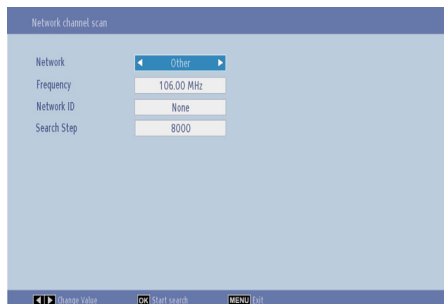 Network channel scan
Network Other
Frequency 106.00 MHz
Network ID None
Search Step 8000
Change Value OK Start search MENU Exit